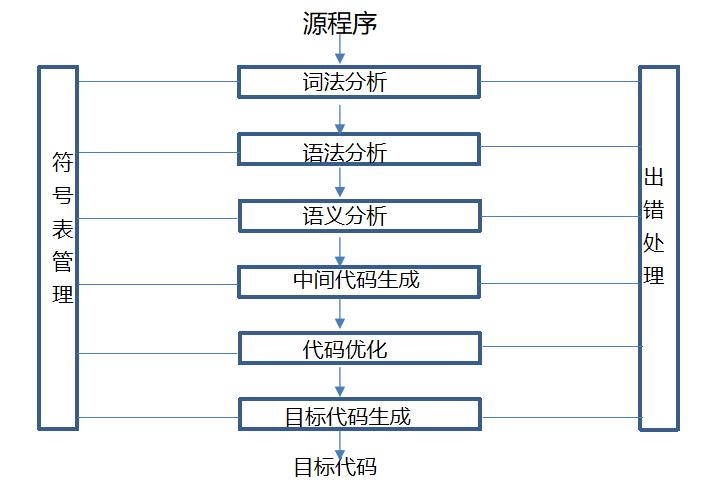 源程序
词法分析
语法分析
语义分析
中间代码生成
代码优化
目标代码生成
目标代码
符号表管理
出错处理